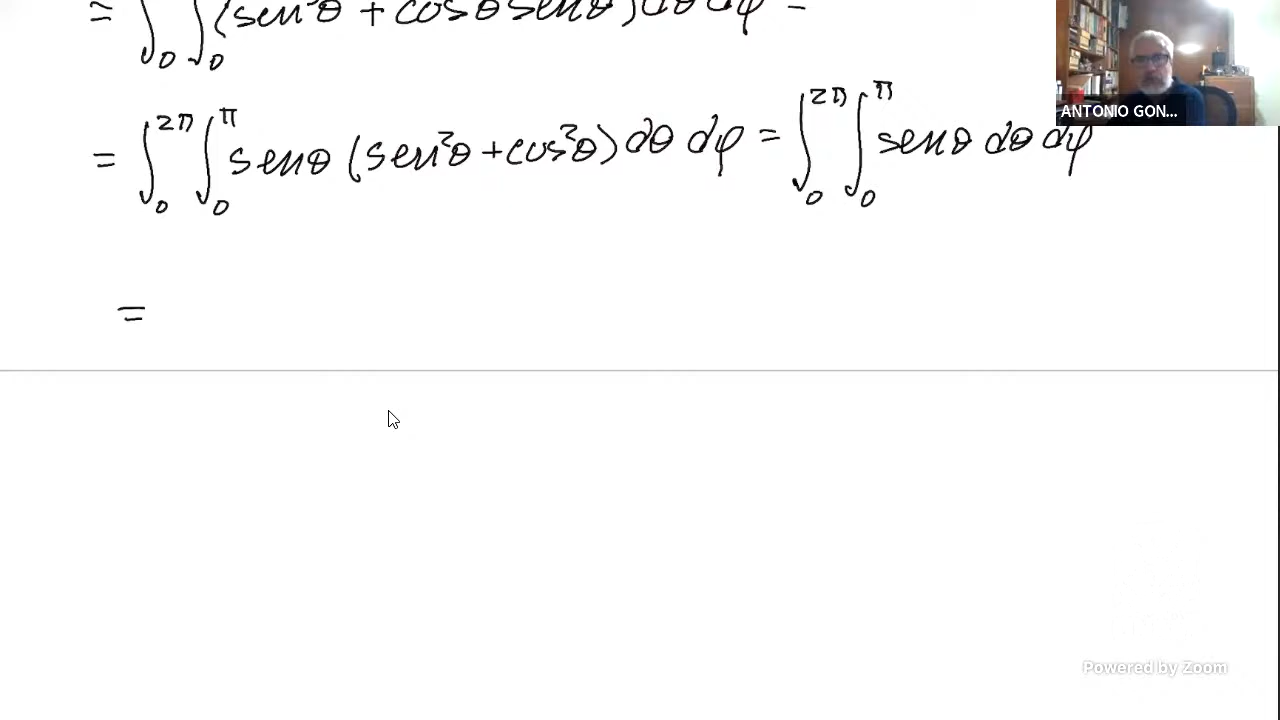 = ∫₀ ∫₀ (sen³θ + cos²θ senθ) dθ dφ =
ANTONIO GON...
= ∫₀^{2π} ∫₀^{π} senθ (sen²θ + cos²θ) dθ dφ = ∫₀^{2π} ∫₀^{π} senθ dθ dφ
=
Powered by Zoom